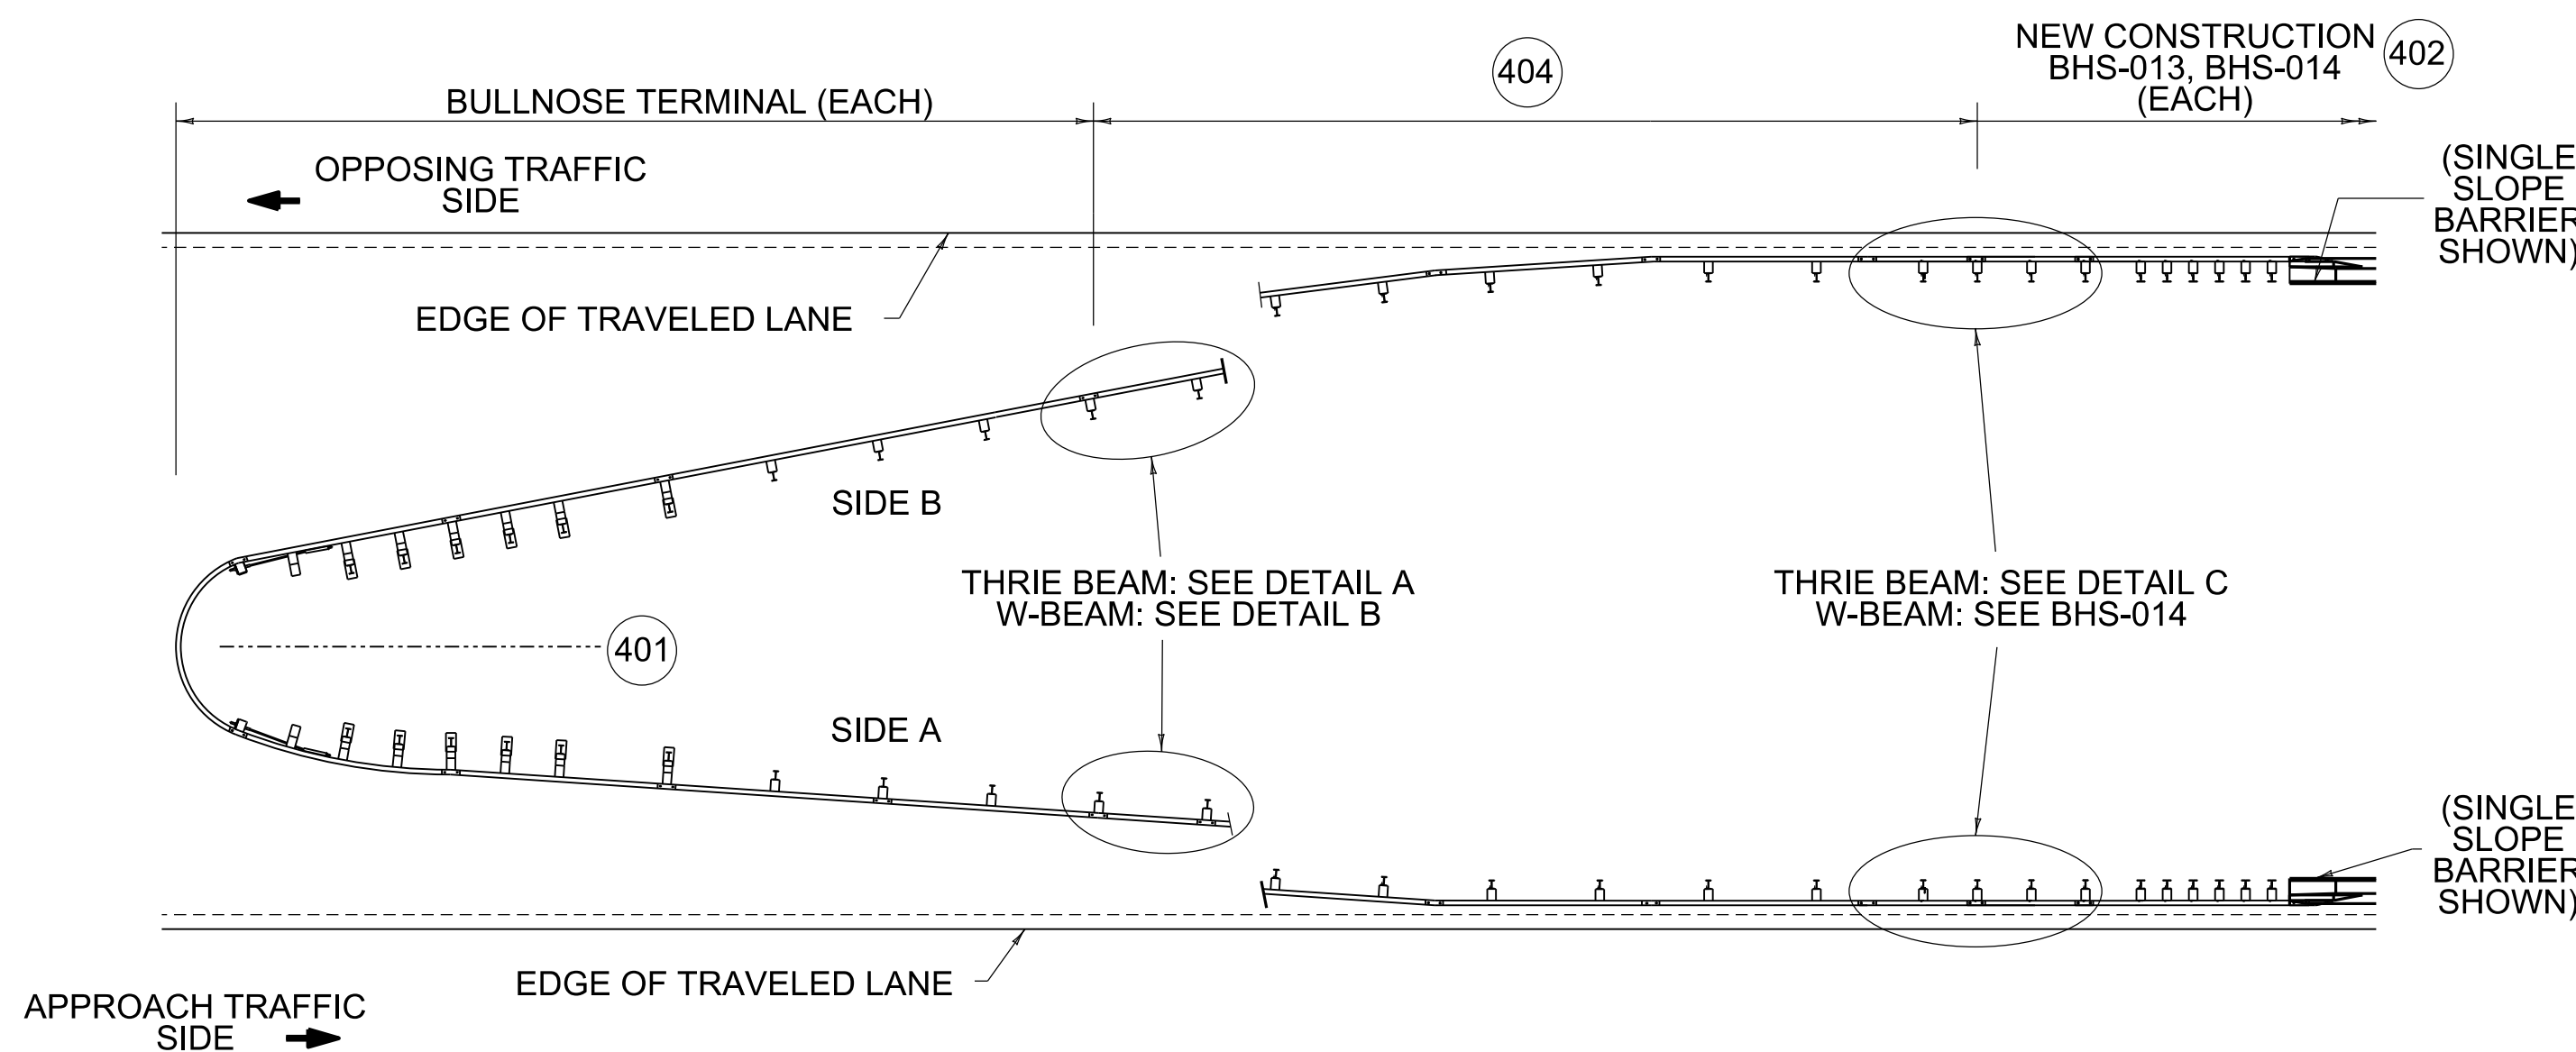 NEW CONSTRUCTION
BHS-013, BHS-014
(EACH)
402
404
BULLNOSE TERMINAL (EACH)
OPPOSING TRAFFIC
SIDE
(SINGLE
SLOPE
BARRIER
SHOWN)
EDGE OF TRAVELED LANE
SIDE B
THRIE BEAM: SEE DETAIL A
W-BEAM: SEE DETAIL B
THRIE BEAM: SEE DETAIL C
W-BEAM: SEE BHS-014
401
SIDE A
(SINGLE
SLOPE
BARRIER
SHOWN)
EDGE OF TRAVELED LANE
APPROACH TRAFFIC
SIDE